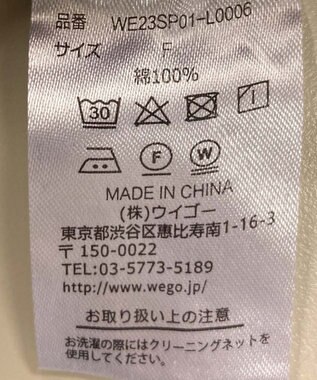 品番 WE23SP01-L0006
サイズ F
綿100%
30
F
W
MADE IN CHINA
(株)ウイゴー
東京都渋谷区恵比寿南1-16-3
〒150-0022
TEL:03-5773-5189
http://www.wego.jp/
お取り扱い上の注意
お洗濯の際にはクリーニングネットを
使用してください。